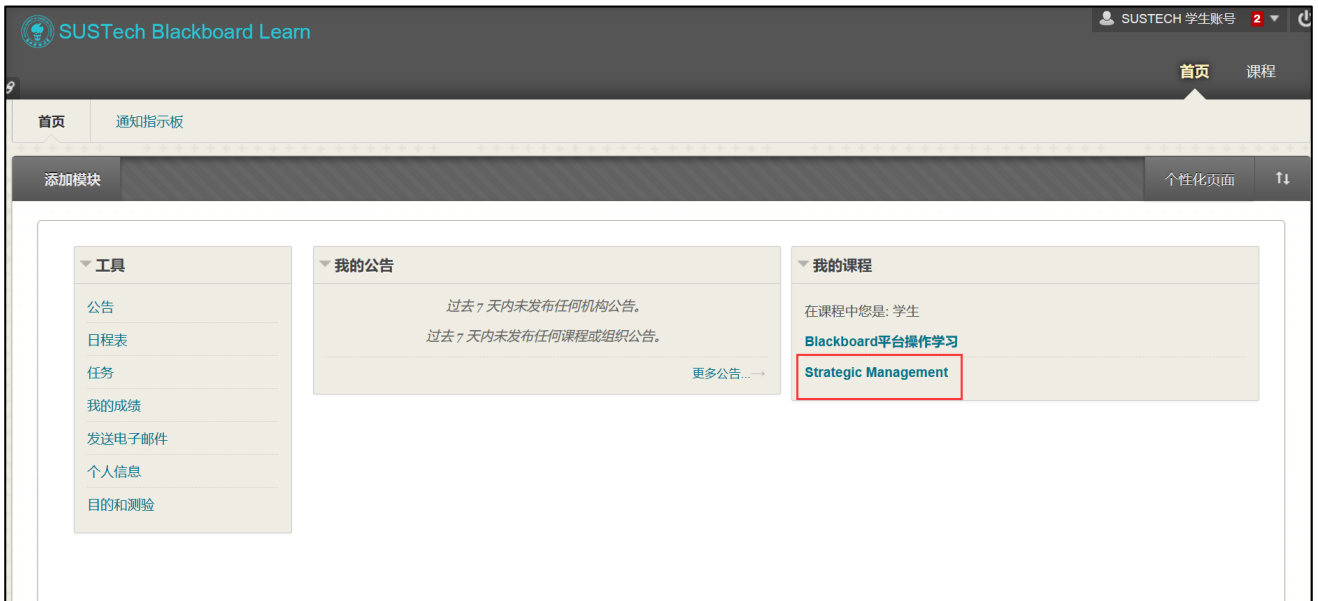 SUSTech Blackboard Learn
SUSTECH 学生账号 2
首页 课程
首页 通知指示板
添加模块 个性化页面
工具
公告
日程表
任务
我的成绩
发送电子邮件
个人信息
目的和测验
我的公告
过去 7 天内未发布任何机构公告。
过去 7 天内未发布任何课程或组织公告。
更多公告...→
我的课程
在课程中您是: 学生
Blackboard平台操作学习
Strategic Management